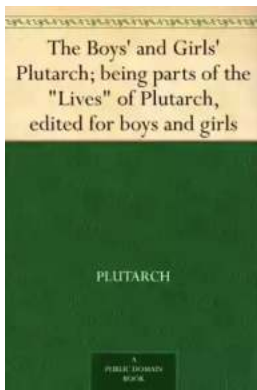 The Boys' and Girls'
Plutarch; being parts of the
"Lives" of Plutarch,
edited for boys and girls
PLUTARCH
A
PUBLIC DOMAIN
BOOK